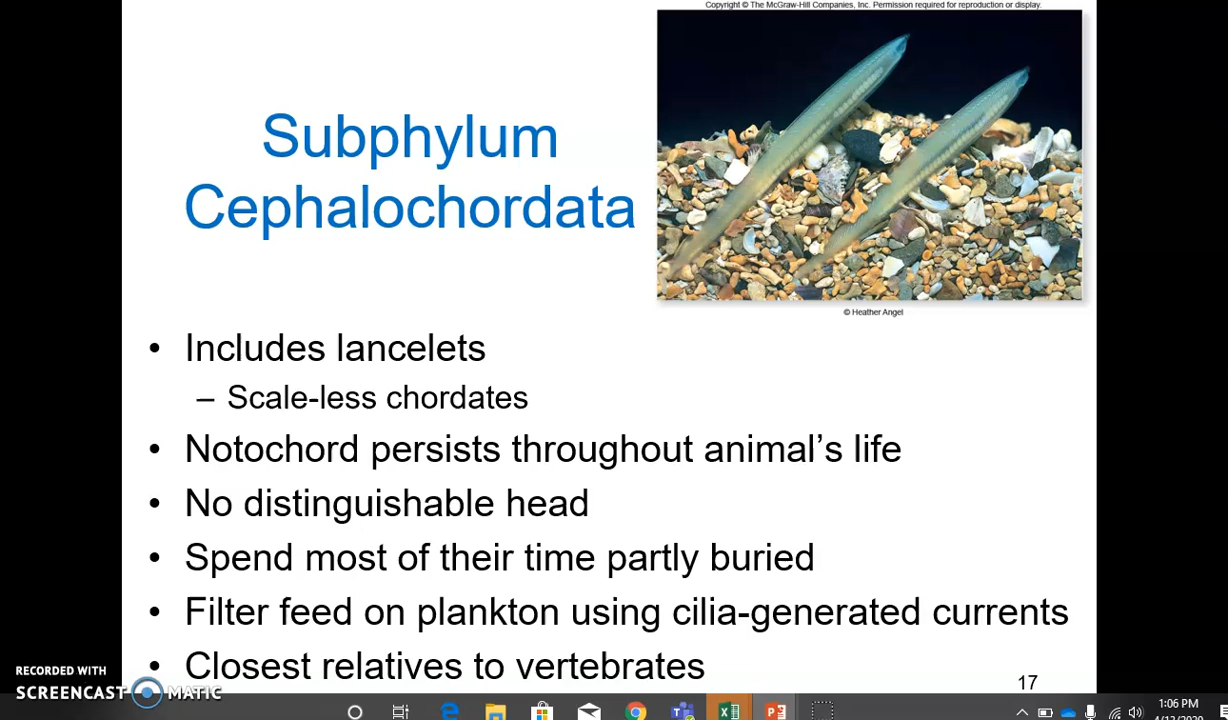 Copyright © The McGraw-Hill Companies, Inc. Permission required for reproduction or display.
Subphylum
Cephalochordata
© Heather Angel
• Includes lancelets
– Scale-less chordates
• Notochord persists throughout animal’s life
• No distinguishable head
• Spend most of their time partly buried
• Filter feed on plankton using cilia-generated currents
• Closest relatives to vertebrates
17
RECORDED WITH
SCREENCAST MATIC
1:06 PM